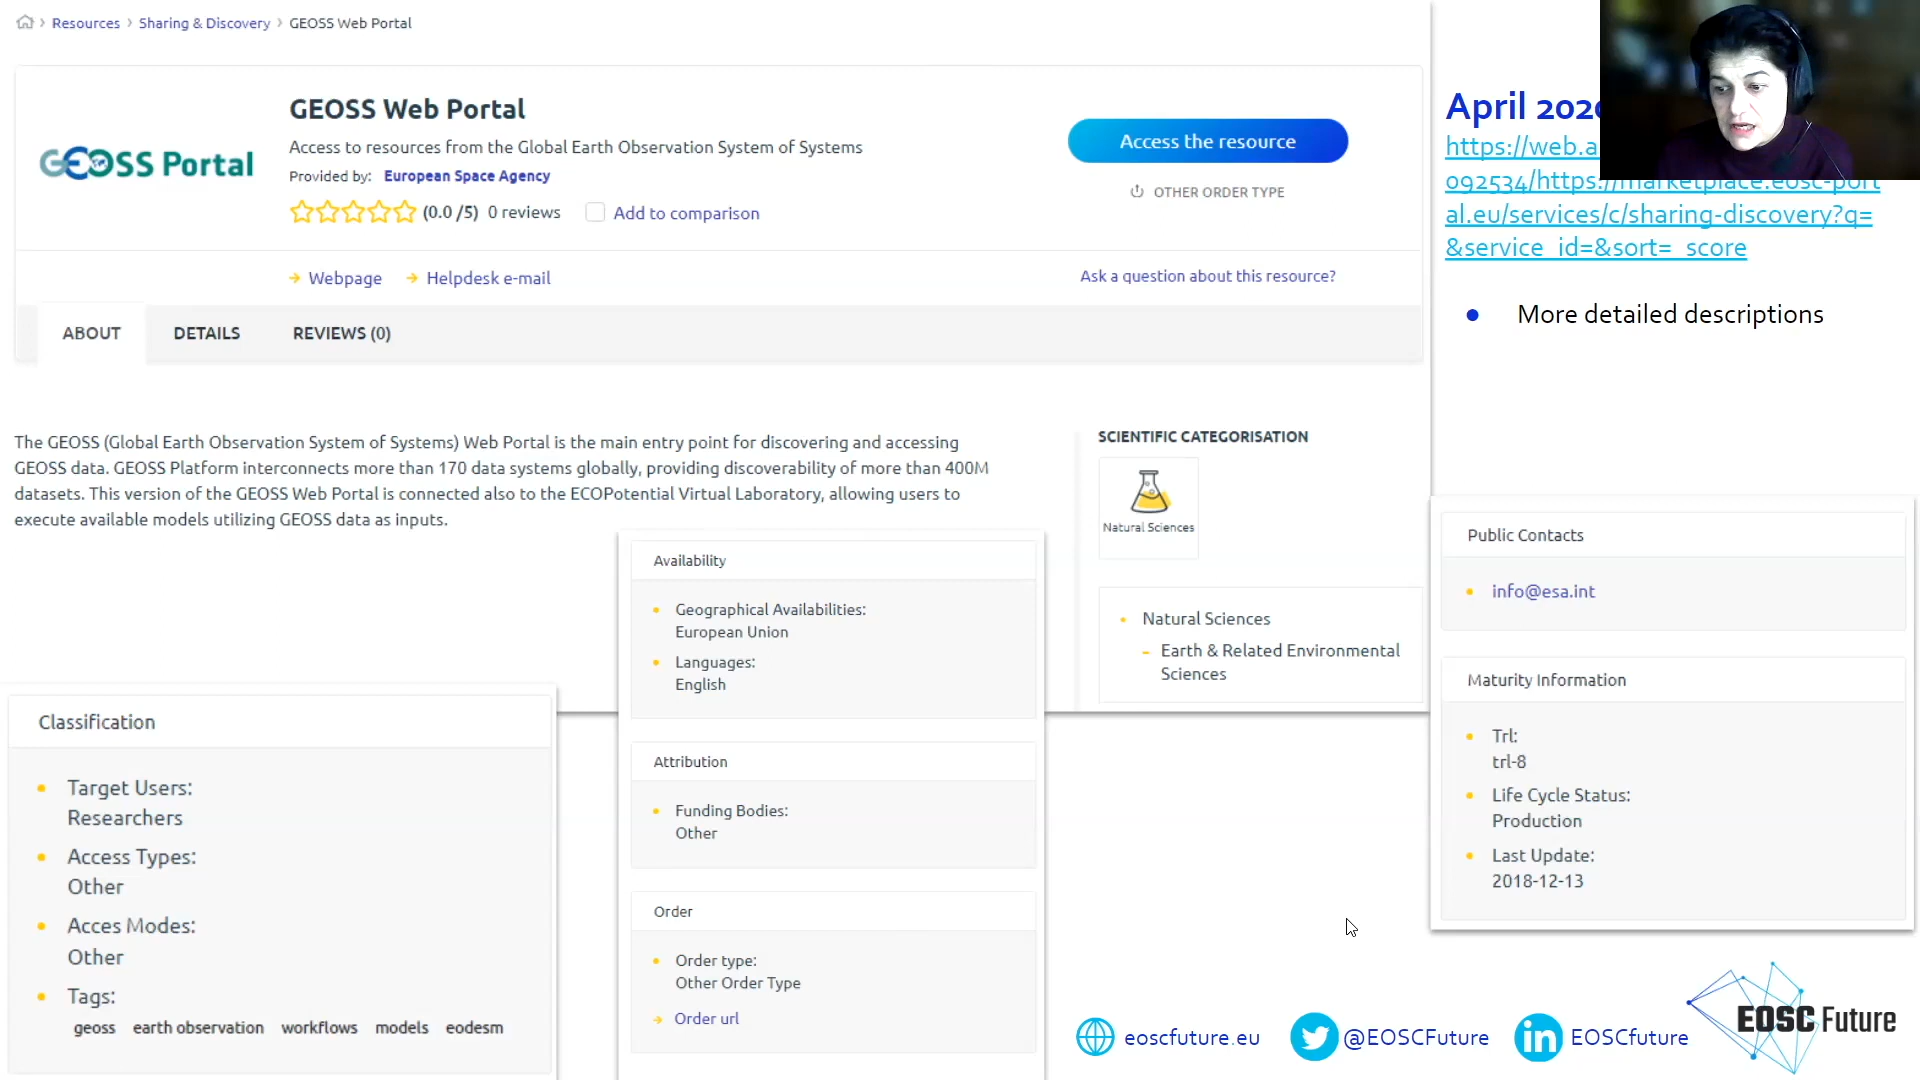 Resources > Sharing & Discovery > GEOSS Web Portal
GEOSS Portal
GEOSS Web Portal
Access to resources from the Global Earth Observation System of Systems
Provided by: European Space Agency
(0.0 /5) 0 reviews Add to comparison
Access the resource
OTHER ORDER TYPE
Webpage Helpdesk e-mail
Ask a question about this resource?
ABOUT DETAILS REVIEWS (0)
The GEOSS (Global Earth Observation System of Systems) Web Portal is the main entry point for discovering and accessing
GEOSS data. GEOSS Platform interconnects more than 170 data systems globally, providing discoverability of more than 400M
datasets. This version of the GEOSS Web Portal is connected also to the ECOPotential Virtual Laboratory, allowing users to
execute available models utilizing GEOSS data as inputs.
SCIENTIFIC CATEGORISATION
Natural Sciences
Natural Sciences
Earth & Related Environmental
Sciences
Classification
Target Users:
Researchers
Access Types:
Other
Acces Modes:
Other
Tags:
geoss earth observation workflows models eodesm
Availability
Geographical Availabilities:
European Union
Languages:
English
Attribution
Funding Bodies:
Other
Order
Order type:
Other Order Type
Order url
April
https://web.a
092534/https://marketplace.eosc-port
al.eu/services/c/sharing-discovery?q=
&service_id=&sort=_score
More detailed descriptions
Public Contacts
info@esa.int
Maturity Information
Trl:
trl-8
Life Cycle Status:
Production
Last Update:
2018-12-13
eoscfuture.eu @EOSCFuture EOSCfuture
EOSC Future